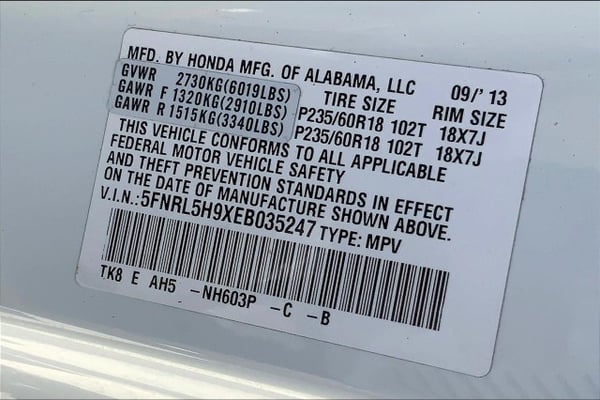 MFD. BY HONDA MFG. OF ALABAMA, LLC 09/'13
GVWR 2730KG(6019LBS) TIRE SIZE RIM SIZE
GAWR F 1320KG(2910LBS) P235/60R18 102T 18X7J
GAWR R 1515KG(3340LBS) P235/60R18 102T 18X7J
THIS VEHICLE CONFORMS TO ALL APPLICABLE
FEDERAL MOTOR VEHICLE SAFETY
AND THEFT PREVENTION STANDARDS IN EFFECT
ON THE DATE OF MANUFACTURE SHOWN ABOVE.
V.I.N.:5FNRL5H9XEB035247 TYPE: MPV
TK8 E AH5 -NH603P -C -B